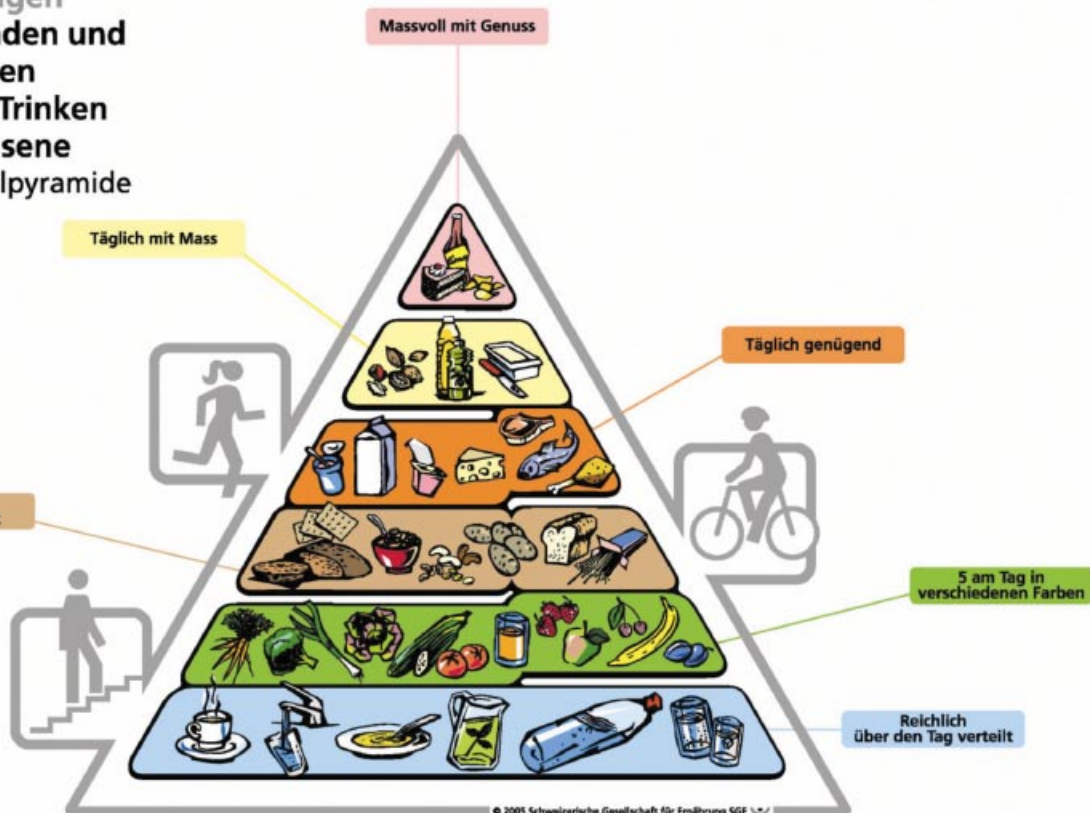 den und
en
Trinken
sene
lpyramide
Massvoll mit Genuss
Täglich mit Mass
Täglich genügend
5 am Tag in
verschiedenen Farben
Reichlich
über den Tag verteilt
© 2005 Schweizerische Gesellschaft für Ernährung SGE